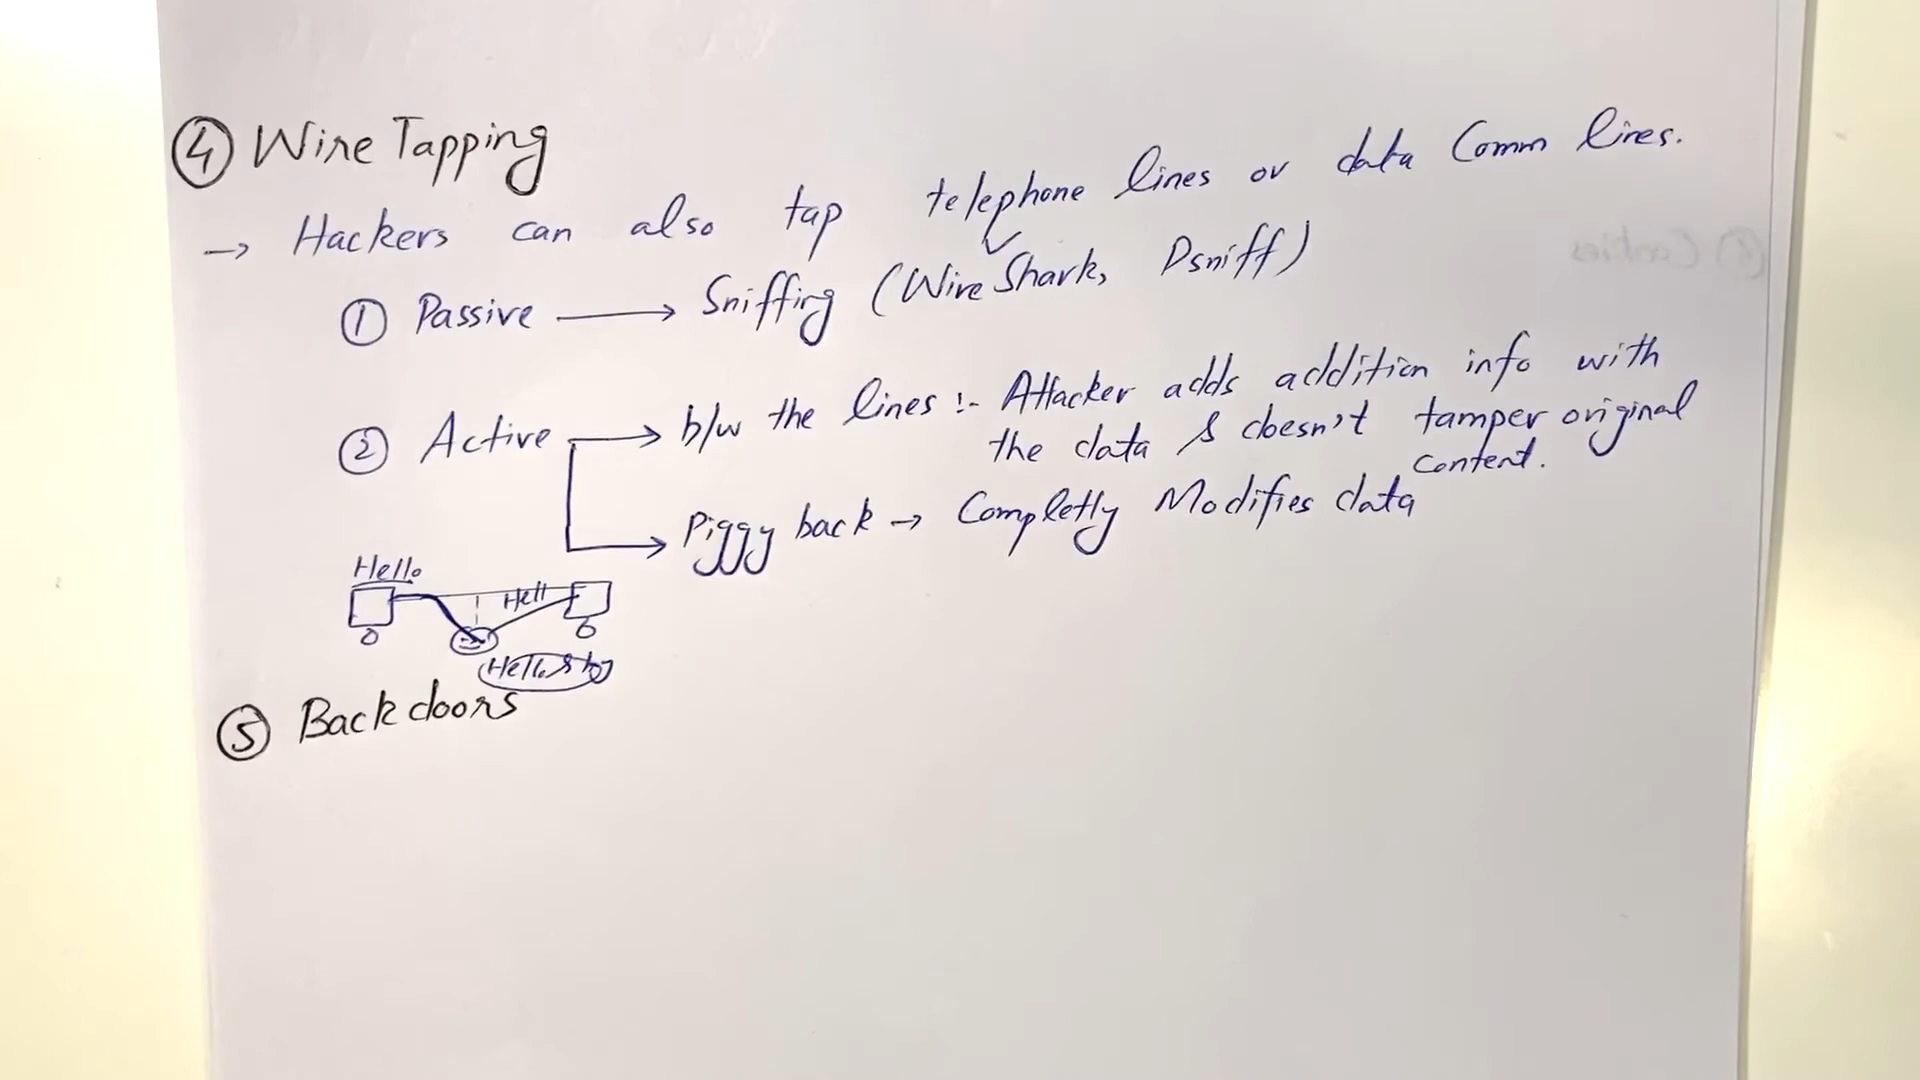 ④ Wire Tapping
→ Hackers can also tap telephone lines or data Comm lines.
① Passive → Sniffing (Wire Shark, Dsniff)
② Active → b/w the lines :- Attacker adds addition info with
the data & doesn't tamper original
content.
→ Piggy back → Completly Modifies data
Hello
Hell
⑤ Backdoors